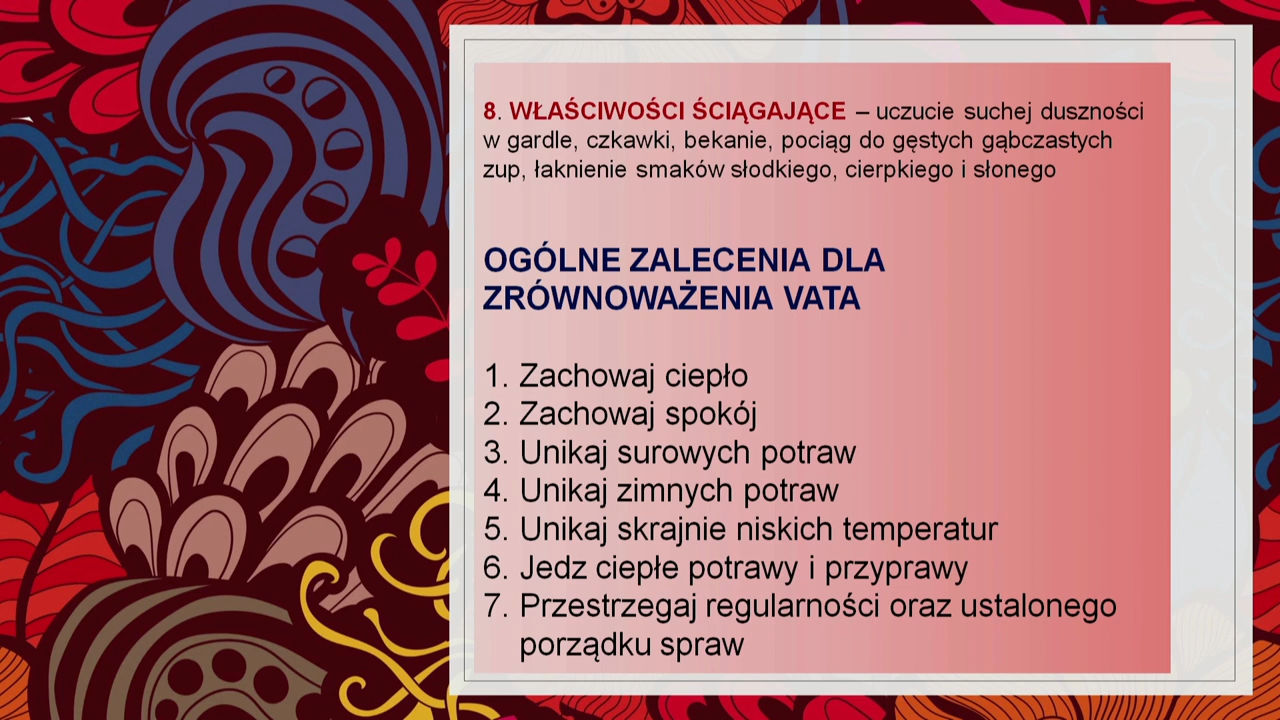 8. WŁAŚCIWOŚCI ŚCIĄGAJĄCE – uczucie suchej duszności
w gardle, czkawki, bekanie, pociąg do gęstych gąbczastych
zup, łaknienie smaków słodkiego, cierpkiego i słonego
OGÓLNE ZALECENIA DLA
ZRÓWNOWAŻENIA VATA
1. Zachowaj ciepło
2. Zachowaj spokój
3. Unikaj surowych potraw
4. Unikaj zimnych potraw
5. Unikaj skrajnie niskich temperatur
6. Jedz ciepłe potrawy i przyprawy
7. Przestrzegaj regularności oraz ustalonego
porządku spraw